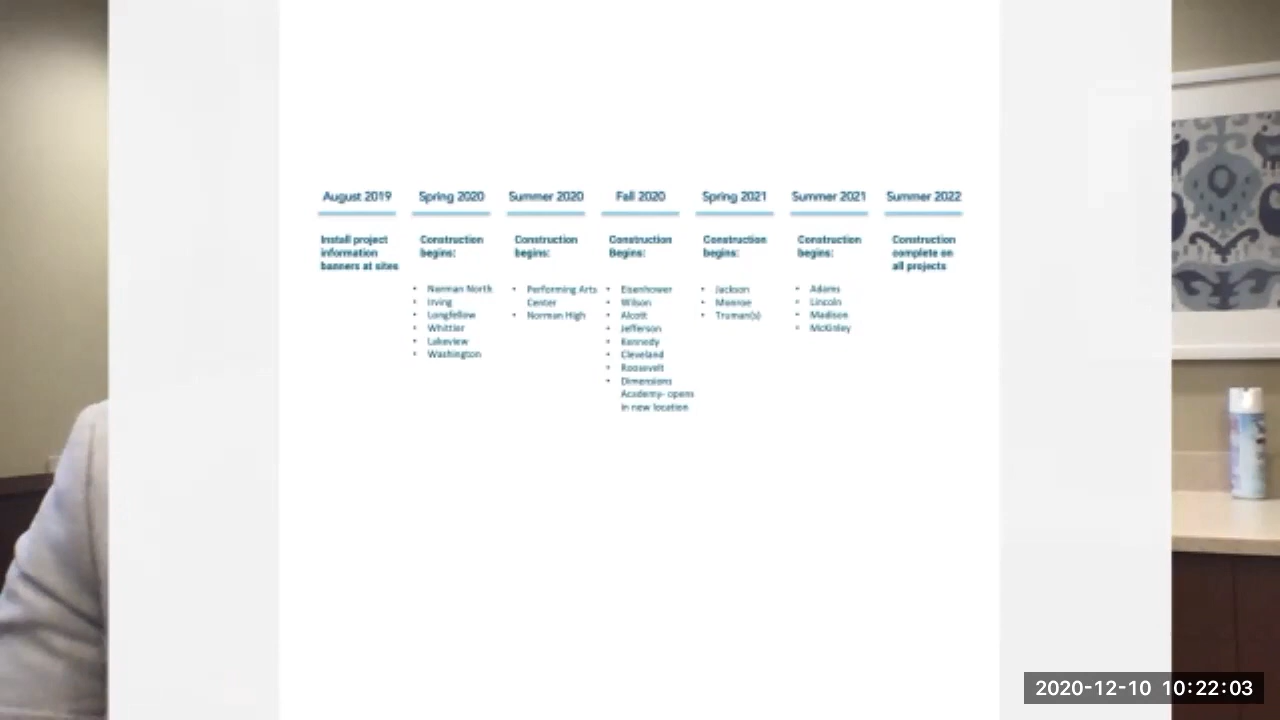 August 2019
Install project
information
banners at sites
Spring 2020
Construction
begins:
• Norman North
• Irving
• Longfellow
• Whittier
• Lakeview
• Washington
Summer 2020
Construction
begins:
• Performing Arts
Center
• Norman High
Fall 2020
Construction
Begins:
• Eisenhower
• Wilson
• Alcott
• Jefferson
• Kennedy
• Cleveland
• Roosevelt
• Dimensions
Academy- opens
in new location
Spring 2021
Construction
begins:
• Jackson
• Monroe
• Truman(s)
Summer 2021
Construction
begins:
• Adams
• Lincoln
• Madison
• McKinley
Summer 2022
Construction
complete on
all projects
2020-12-10 10:22:03